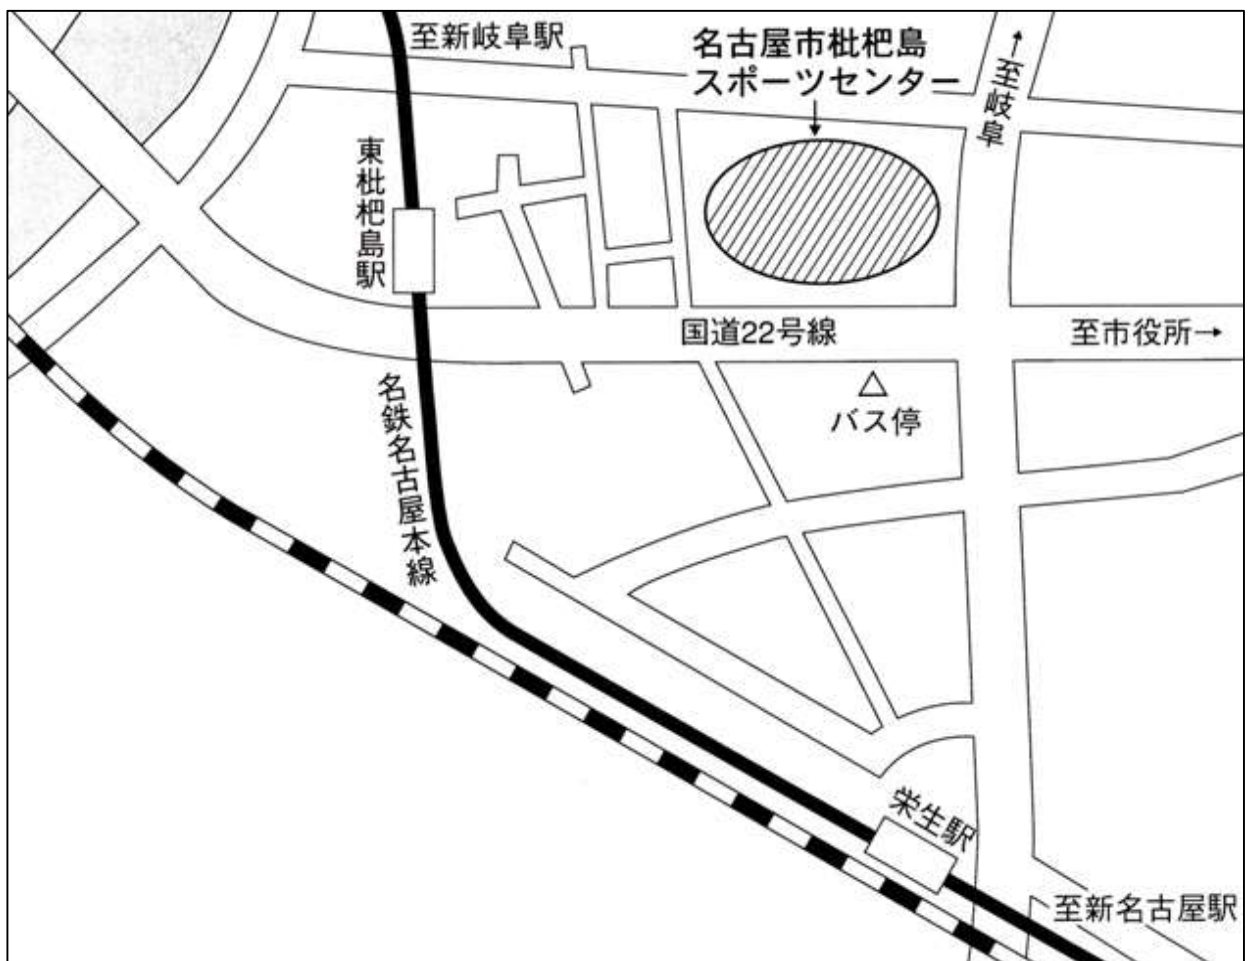 至新岐阜駅
名古屋市枇杷島
スポーツセンター
↑至岐阜
東枇杷島駅
国道22号線
至市役所→
バス停
名鉄名古屋本線
栄生駅
至新名古屋駅